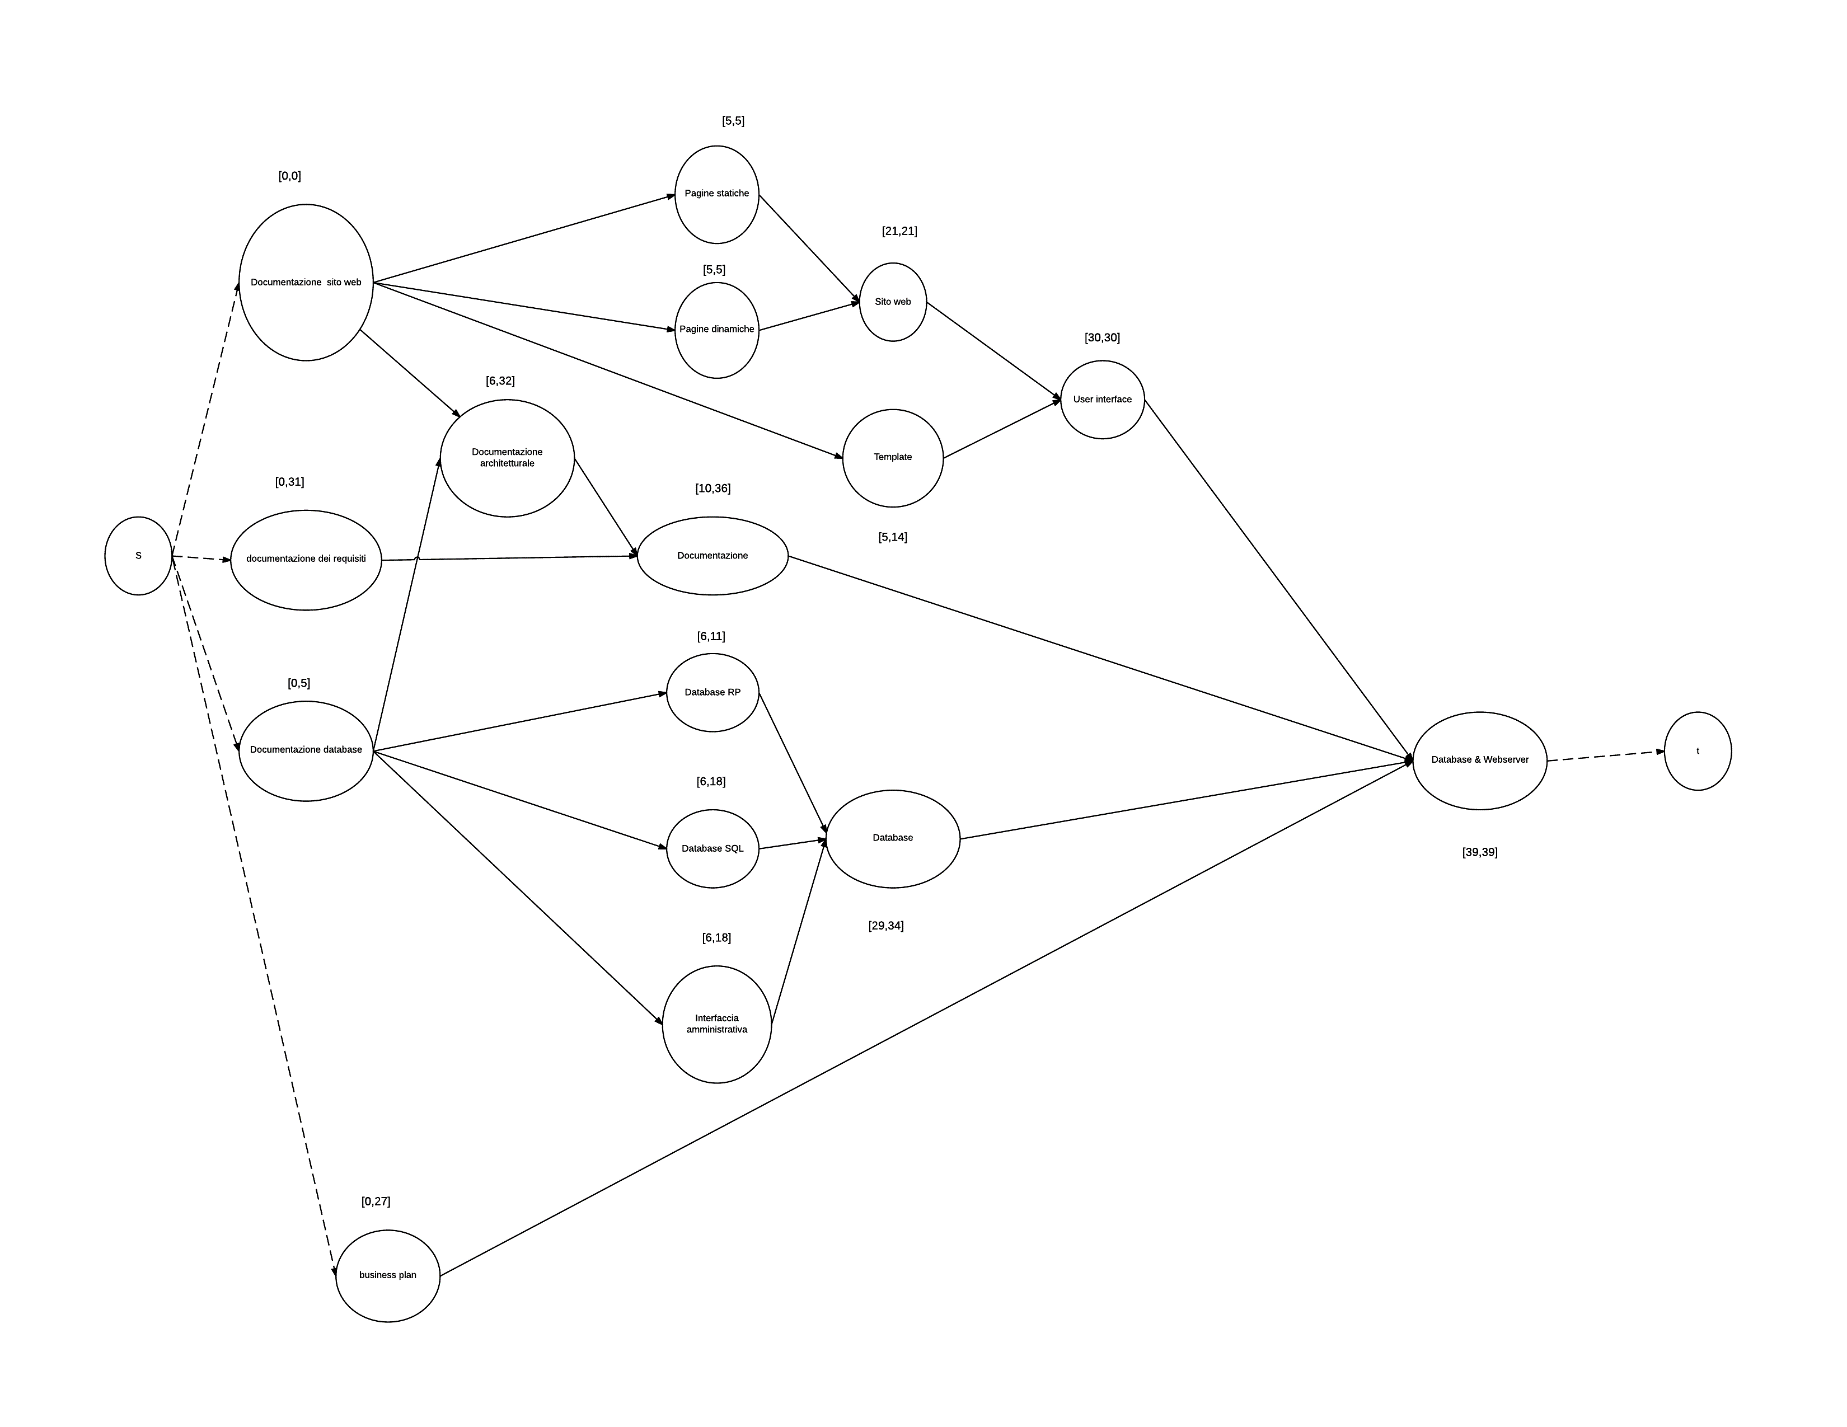 [5,5]
[0,0]
Pagine statiche
[21,21]
[5,5]
Documentazione  sito web
Sito web
Pagine dinamiche
[30,30]
[6,32]
User interface
Documentazione
architetturale
Template
[0,31]
[10,36]
[5,14]
S
documentazione dei requisiti
Documentazione
[6,11]
[0,5]
Database RP
Documentazione database
t
Database & Webserver
[6,18]
Database
Database SQL
[39,39]
[29,34]
[6,18]
Interfaccia
amministrativa
[0,27]
business plan